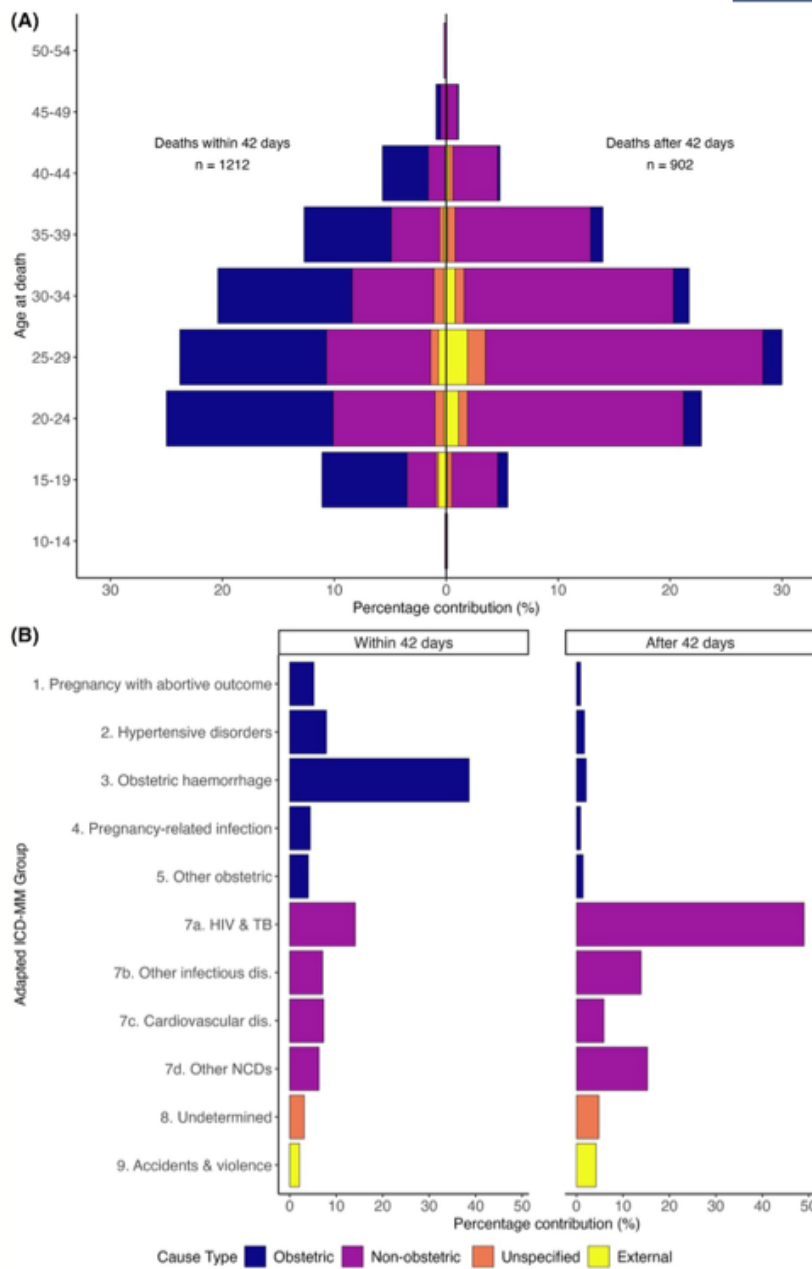 (A)
50-54
45-49
Deaths within 42 days
n = 1212
Deaths after 42 days
n = 902
40-44
35-39
30-34
25-29
20-24
15-19
10-14
Age at death
30 20 10 0 10 20 30
Percentage contribution (%)
(B)
Within 42 days After 42 days
1. Pregnancy with abortive outcome
2. Hypertensive disorders
3. Obstetric haemorrhage
4. Pregnancy-related infection
5. Other obstetric
7a. HIV & TB
7b. Other infectious dis.
7c. Cardiovascular dis.
7d. Other NCDs
8. Undetermined
9. Accidents & violence
Adapted ICD-MM Group
0 10 20 30 40 50 0 10 20 30 40 50
Percentage contribution (%)
Cause Type Obstetric Non-obstetric Unspecified External